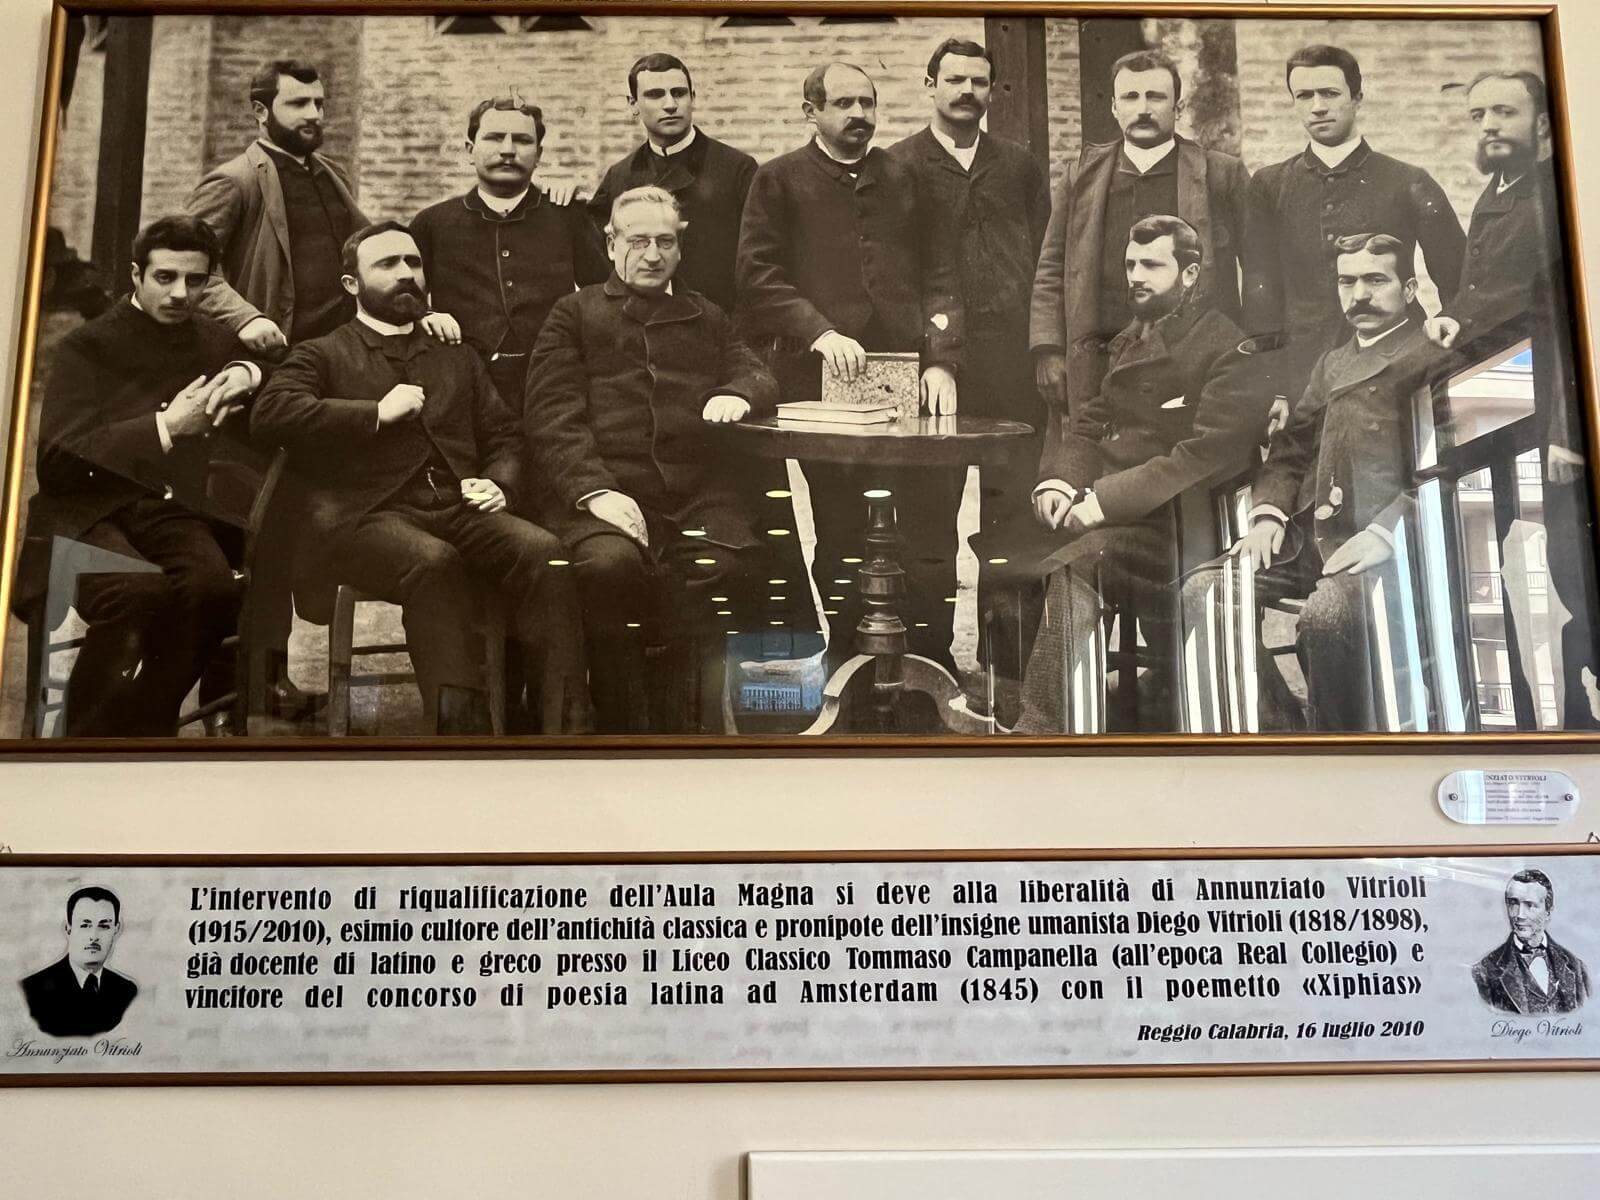 NZIATO VITRIOLI
L'intervento di riqualificazione dell'Aula Magna si deve alla liberalità di Annunziato Vitrioli
(1915/2010), esimio cultore dell'antichità classica e pronipote dell'insigne umanista Diego Vitrioli (1818/1898),
già docente di latino e greco presso il Liceo Classico Tommaso Campanella (all'epoca Real Collegio) e
vincitore del concorso di poesia latina ad Amsterdam (1845) con il poemetto «Xiphias»
Reggio Calabria, 16 luglio 2010
Annunziato Vitrioli
Diego Vitrioli